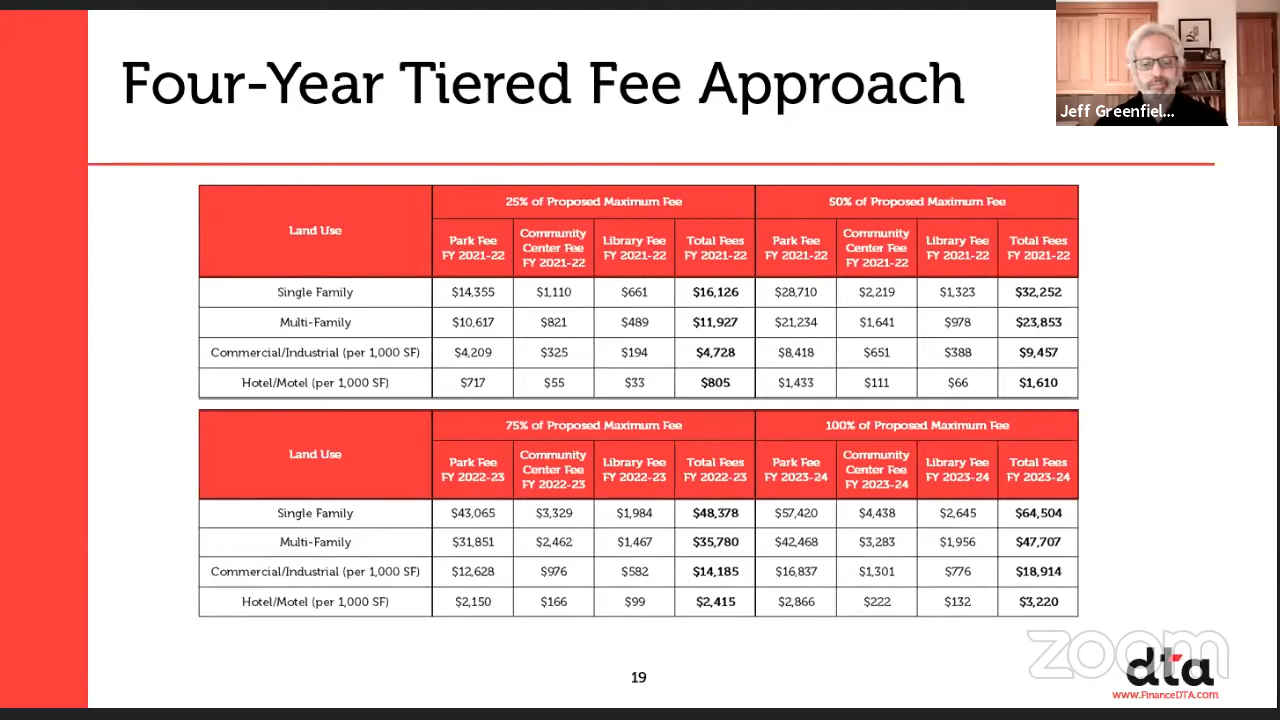 Four-Year Tiered Fee Approach
Jeff Greenfiel...
Land Use
25% of Proposed Maximum Fee
50% of Proposed Maximum Fee
Park Fee FY 2021-22
Community Center Fee FY 2021-22
Library Fee FY 2021-22
Total Fees FY 2021-22
Park Fee FY 2021-22
Community Center Fee FY 2021-22
Library Fee FY 2021-22
Total Fees FY 2021-22
Single Family $14,355 $1,110 $661 $16,126 $28,710 $2,219 $1,323 $32,252
Multi-Family $10,617 $821 $489 $11,927 $21,234 $1,641 $978 $23,853
Commercial/Industrial (per 1,000 SF) $4,209 $325 $194 $4,728 $8,418 $651 $388 $9,457
Hotel/Motel (per 1,000 SF) $717 $55 $33 $805 $1,433 $111 $66 $1,610
Land Use
75% of Proposed Maximum Fee
100% of Proposed Maximum Fee
Park Fee FY 2022-23
Community Center Fee FY 2022-23
Library Fee FY 2022-23
Total Fees FY 2022-23
Park Fee FY 2023-24
Community Center Fee FY 2023-24
Library Fee FY 2023-24
Total Fees FY 2023-24
Single Family $43,065 $3,329 $1,984 $48,378 $57,420 $4,438 $2,645 $64,504
Multi-Family $31,851 $2,462 $1,467 $35,780 $42,468 $3,283 $1,956 $47,707
Commercial/Industrial (per 1,000 SF) $12,628 $976 $582 $14,185 $16,837 $1,301 $776 $18,914
Hotel/Motel (per 1,000 SF) $2,150 $166 $99 $2,415 $2,866 $222 $132 $3,220
zoom
dta
19
www.FinanceDTA.com